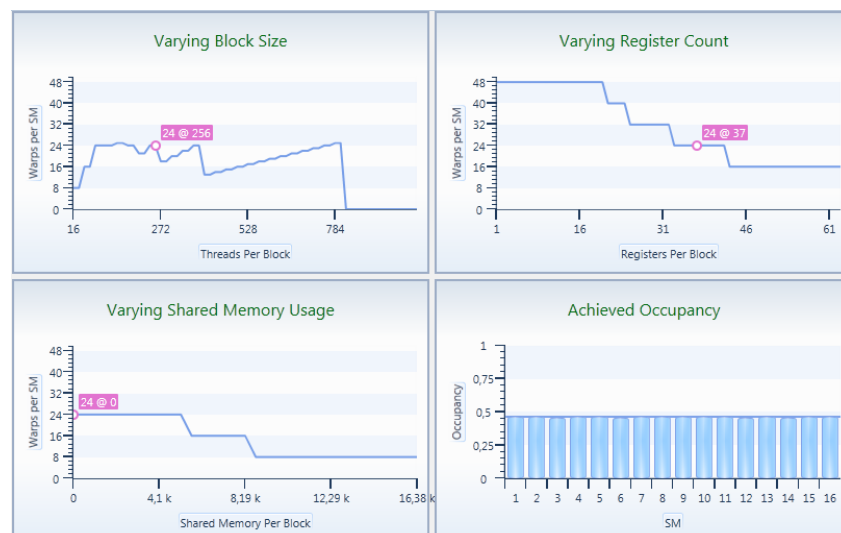 Varying Block Size
Warps per SM
48
40
32
24
16
8
0
24 @ 256
16 272 528 784
Threads Per Block
Varying Register Count
Warps per SM
48
40
32
24
16
8
0
24 @ 37
1 16 31 46 61
Registers Per Block
Varying Shared Memory Usage
Warps per SM
48
40
32
24
16
8
0
24 @ 0
0 4,1 k 8,19 k 12,29 k 16,38 k
Shared Memory Per Block
Achieved Occupancy
Occupancy
1
0,75
0,5
0,25
0
1 2 3 4 5 6 7 8 9 10 11 12 13 14 15 16
SM